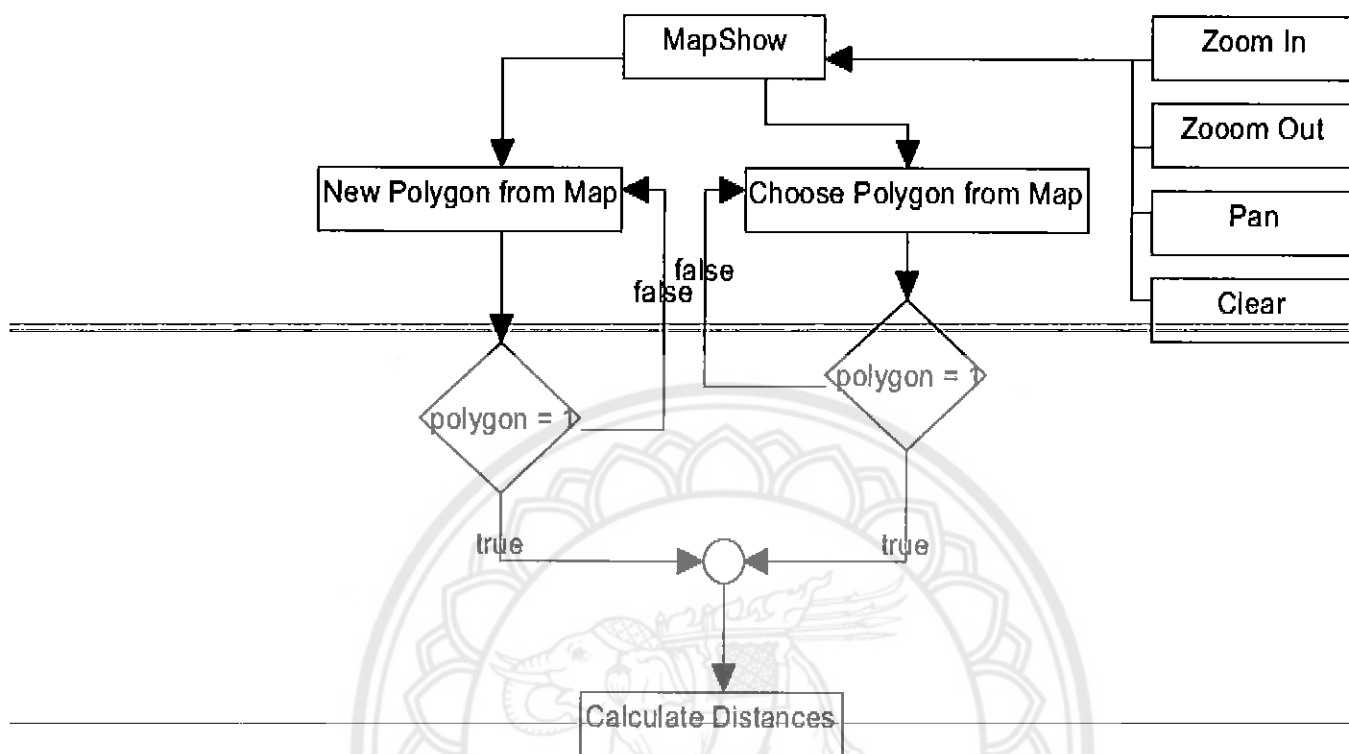 MapShow
Zoom In
Zooom Out
Pan
Clear
New Polygon from Map
Choose Polygon from Map
false
false
polygon = 1
polygon = 1
true
true
Calculate Distances